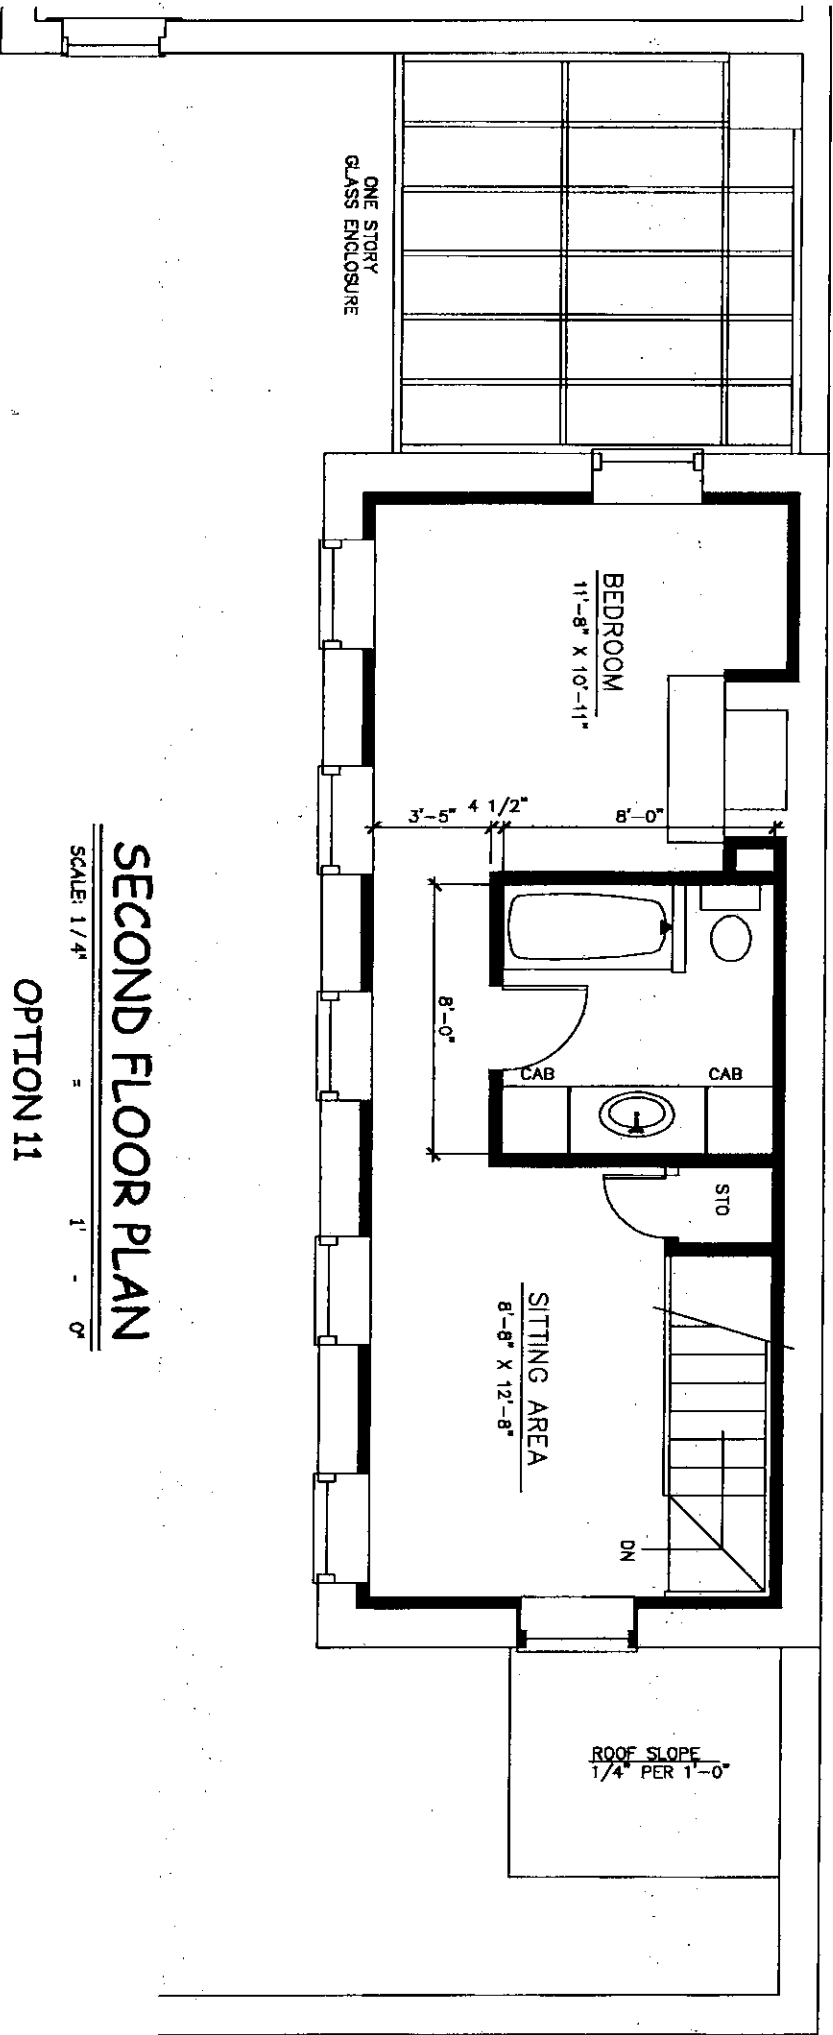 ONE STORY
GLASS ENCLOSURE
BEDROOM
11'-8" X 10'-11"
3'-5"
4 1/2"
8'-0"
8'-0"
CAB
CAB
STO
SITTING AREA
8'-8" X 12'-8"
DN
ROOF SLOPE
1/4" PER 1'-0"
SECOND FLOOR PLAN
SCALE: 1/4" = 1' - 0"
OPTION 11